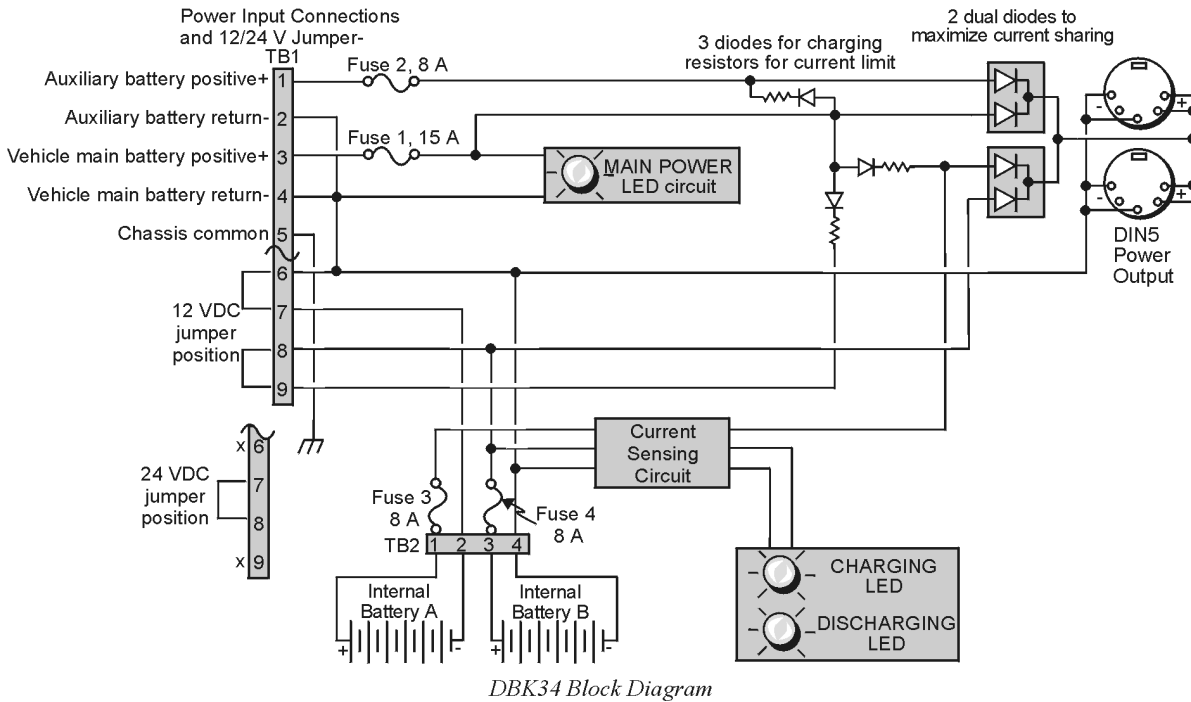 Power Input Connections
and 12/24 V Jumper-
TB1
Auxiliary battery positive+
1
Fuse 2, 8 A
3 diodes for charging
resistors for current limit
2 dual diodes to
maximize current sharing
Auxiliary battery return-
2
Vehicle main battery positive+
3
Fuse 1, 15 A
MAIN POWER
LED circuit
Vehicle main battery return-
4
Chassis common
5
6
7
8
9
12 VDC
jumper
position
- +
- +
DIN5
Power
Output
x 6
7
8
x 9
24 VDC
jumper
position
Current
Sensing
Circuit
Fuse 3
8 A
Fuse 4
8 A
TB2
1 2 3 4
Internal
Battery A
+ -
Internal
Battery B
+ -
CHARGING
LED
DISCHARGING
LED
DBK34 Block Diagram